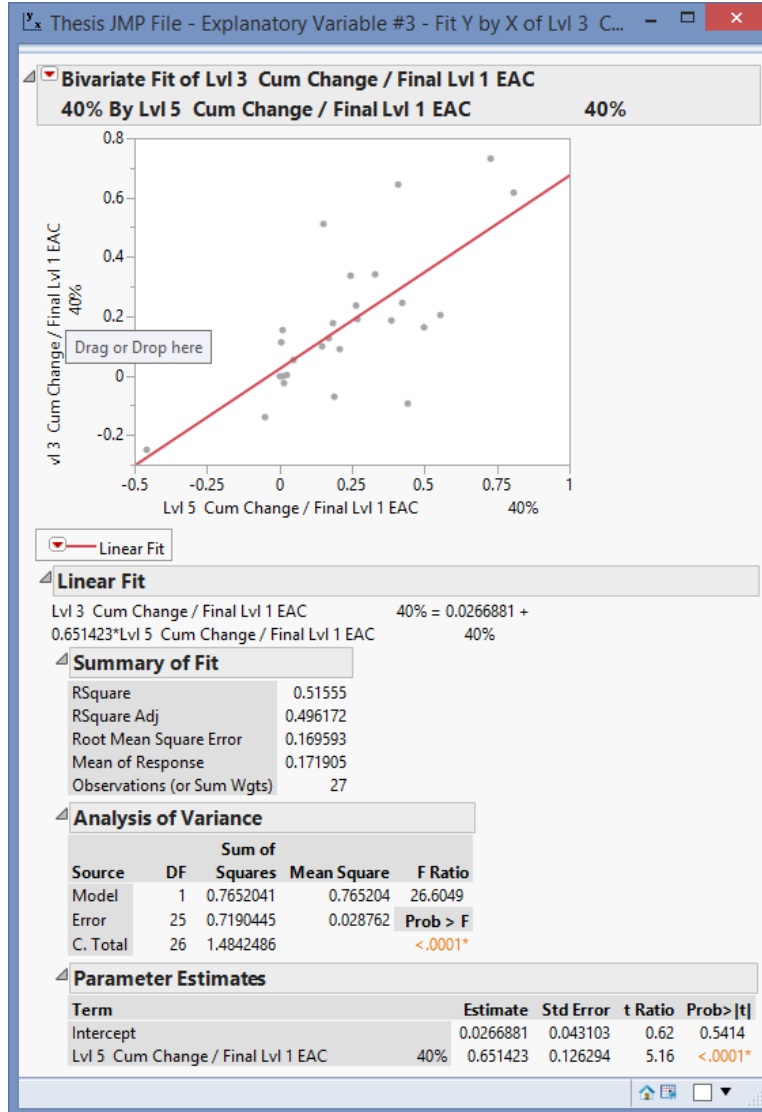 Thesis JMP File - Explanatory Variable #3 - Fit Y by X of Lvl 3 C...
Bivariate Fit of Lvl 3 Cum Change / Final Lvl 1 EAC
40% By Lvl 5 Cum Change / Final Lvl 1 EAC 40%
vl 3 Cum Change / Final Lvl 1 EAC
40%
0.8
0.6
0.4
0.2
0
-0.2
Drag or Drop here
-0.5 -0.25 0 0.25 0.5 0.75 1
Lvl 5 Cum Change / Final Lvl 1 EAC 40%
Linear Fit
Linear Fit
Lvl 3 Cum Change / Final Lvl 1 EAC 40% = 0.0266881 +
0.651423*Lvl 5 Cum Change / Final Lvl 1 EAC 40%
Summary of Fit
RSquare 0.51555
RSquare Adj 0.496172
Root Mean Square Error 0.169593
Mean of Response 0.171905
Observations (or Sum Wgts) 27
Analysis of Variance
Sum of
Source DF Squares Mean Square F Ratio
Model 1 0.7652041 0.765204 26.6049
Error 25 0.7190445 0.028762 Prob > F
C. Total 26 1.4842486 <.0001*
Parameter Estimates
Term Estimate Std Error t Ratio Prob>|t|
Intercept 0.0266881 0.043103 0.62 0.5414
Lvl 5 Cum Change / Final Lvl 1 EAC 40% 0.651423 0.126294 5.16 <.0001*